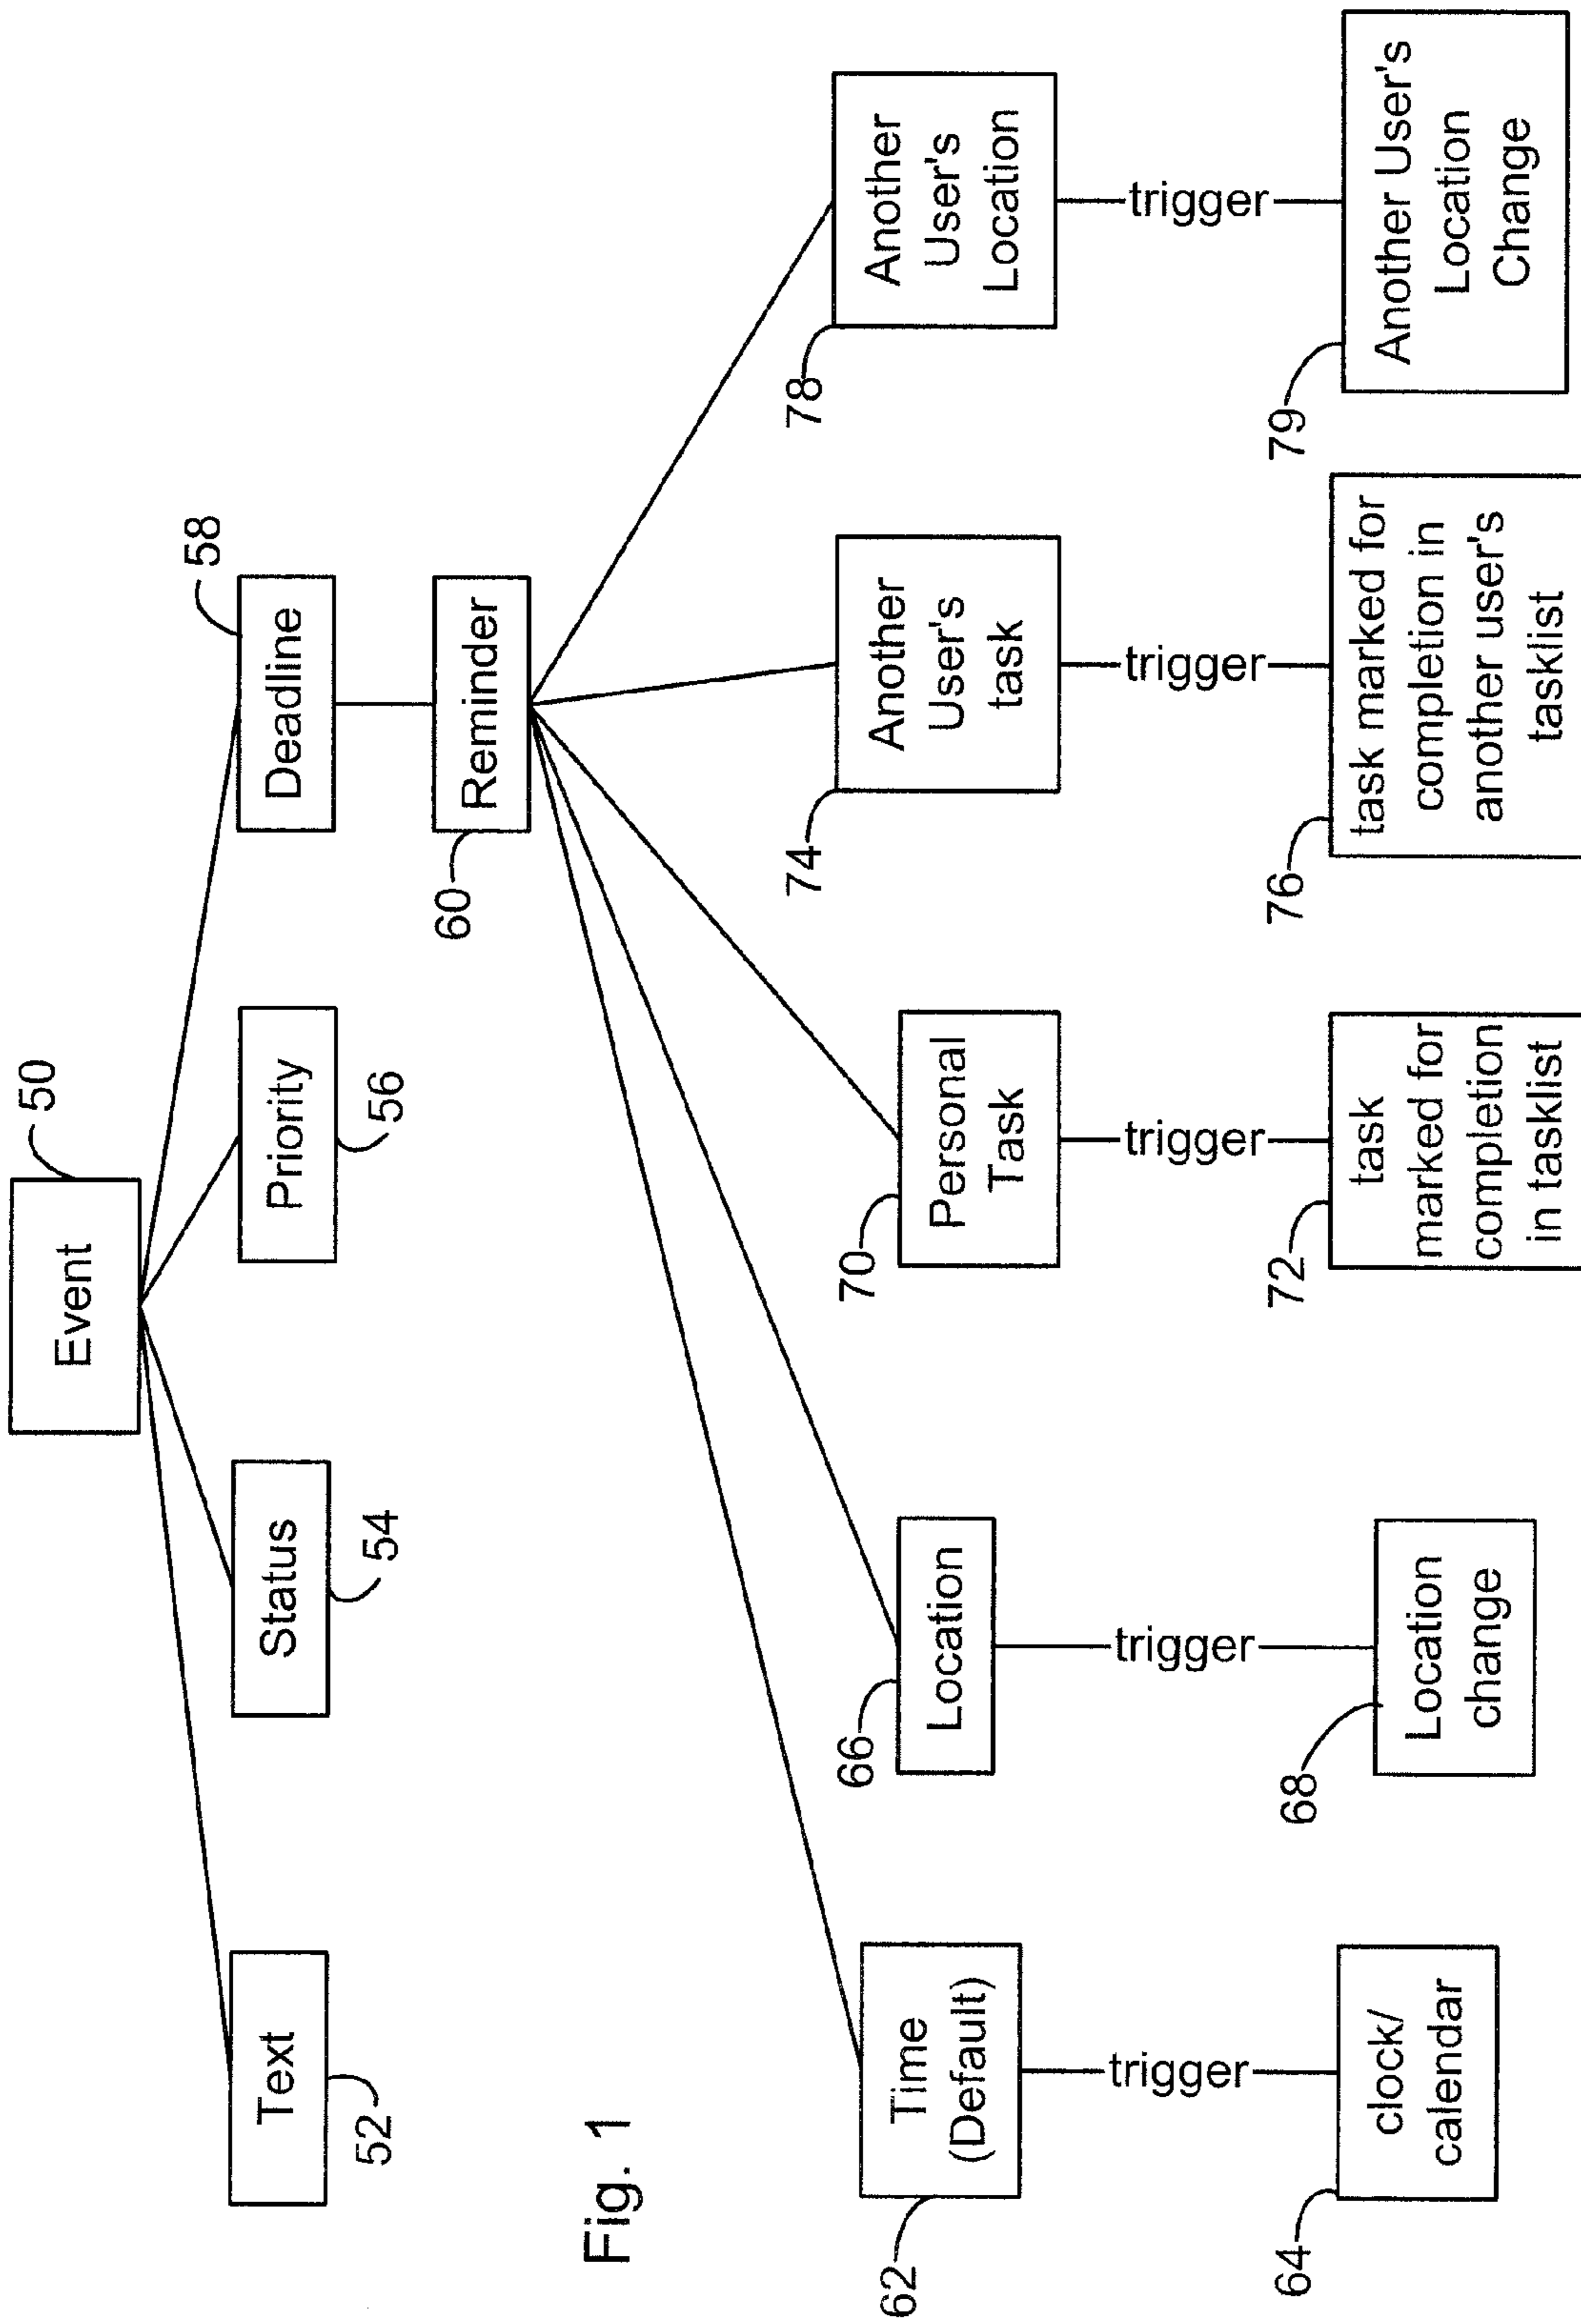 Event
50
Text
52
Status
54
Priority
56
Deadline
58
Reminder
60
Fig. 1
Time
(Default)
62
Location
66
Personal
Task
70
Another
User's
task
74
Another
User's
Location
78
trigger
trigger
trigger
trigger
trigger
clock/
calendar
64
Location
change
68
task
marked for
completion
in tasklist
72
task marked for
completion in
another user's
tasklist
76
Another User's
Location
Change
79